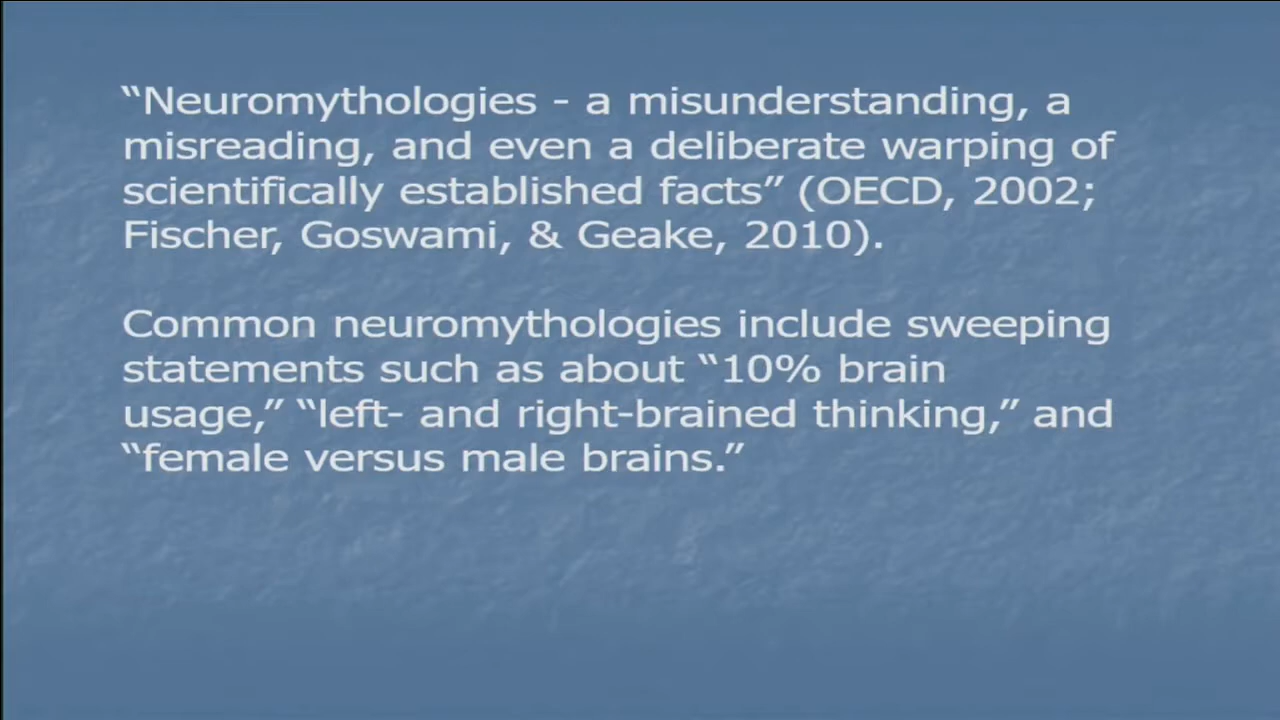 “Neuromythologies - a misunderstanding, a
misreading, and even a deliberate warping of
scientifically established facts” (OECD, 2002;
Fischer, Goswami, & Geake, 2010).
Common neuromythologies include sweeping
statements such as about “10% brain
usage,” “left- and right-brained thinking,” and
“female versus male brains.”